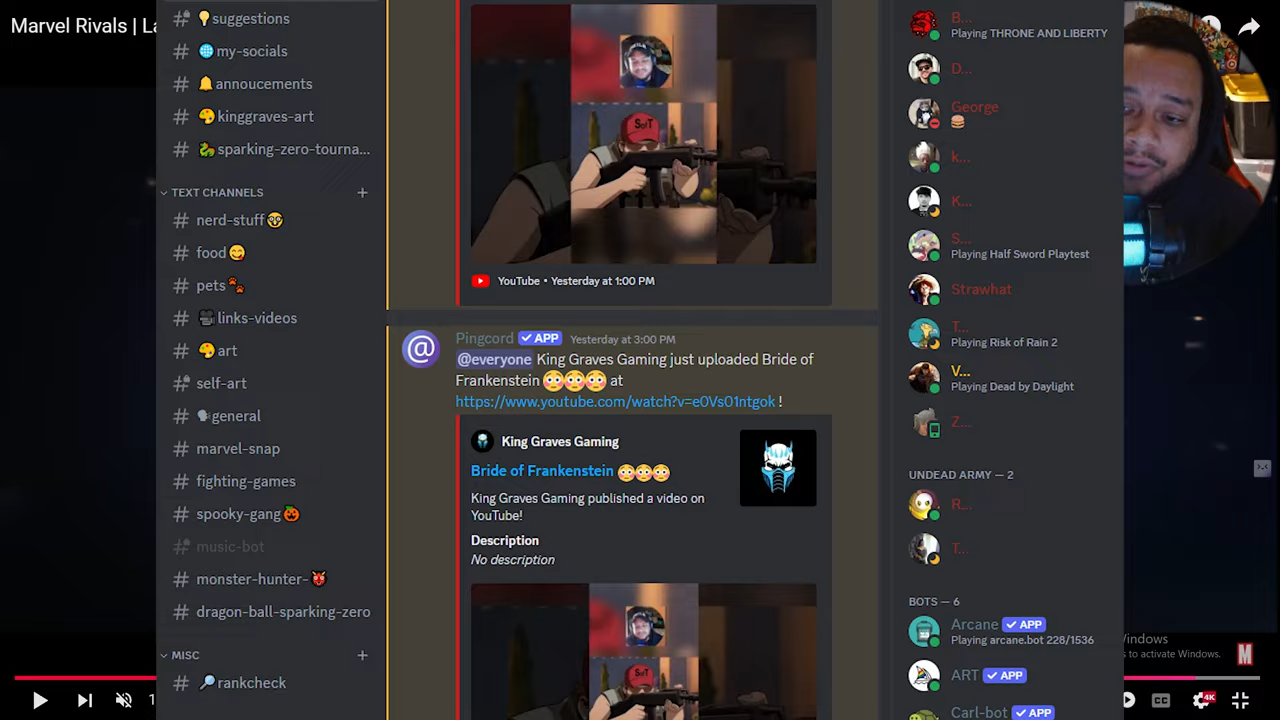 Marvel Rivals | La
suggestions
my-socials
annoucements
kinggraves-art
sparking-zero-tourna...
TEXT CHANNELS
nerd-stuff
food
pets
links-videos
art
self-art
general
marvel-snap
fighting-games
spooky-gang
music-bot
monster-hunter-
dragon-ball-sparking-zero
MISC
rankcheck
YouTube • Yesterday at 1:00 PM
Pingcord ✓ APP Yesterday at 3:00 PM
@everyone King Graves Gaming just uploaded Bride of
Frankenstein 😳😳😳 at
https://www.youtube.com/watch?v=e0Vs01ntgok !
King Graves Gaming
Bride of Frankenstein 😳😳😳
King Graves Gaming published a video on
YouTube!
Description
No description
B...
Playing THRONE AND LIBERTY
D...
George
k...
K...
S...
Playing Half Sword Playtest
Strawhat
T...
Playing Risk of Rain 2
V...
Playing Dead by Daylight
Z...
UNDEAD ARMY — 2
R...
T...
BOTS — 6
Arcane ✓ APP
Playing arcane.bot 228/1536
ART ✓ APP
Carl-bot ✓ APP
Windows
s to activate Windows.
4K